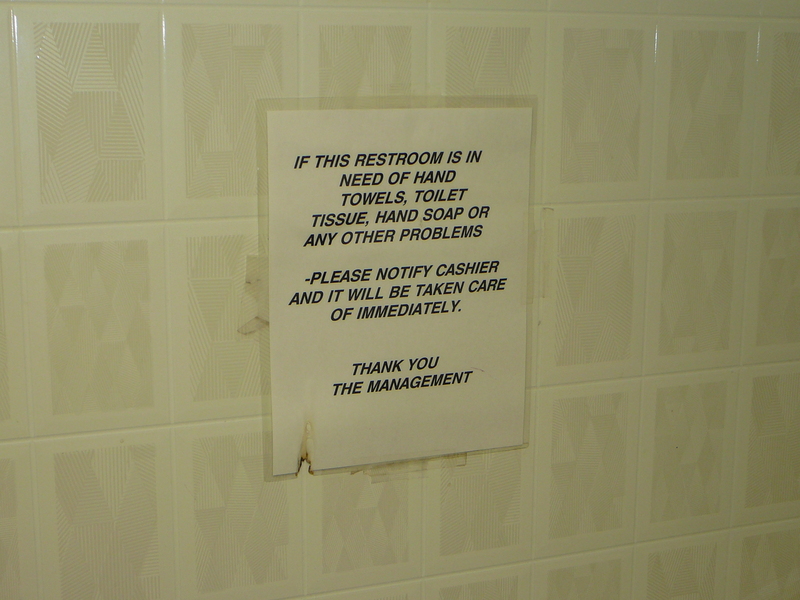 IF THIS RESTROOM IS IN
NEED OF HAND
TOWELS, TOILET
TISSUE, HAND SOAP OR
ANY OTHER PROBLEMS
-PLEASE NOTIFY CASHIER
AND IT WILL BE TAKEN CARE
OF IMMEDIATELY.
THANK YOU
THE MANAGEMENT